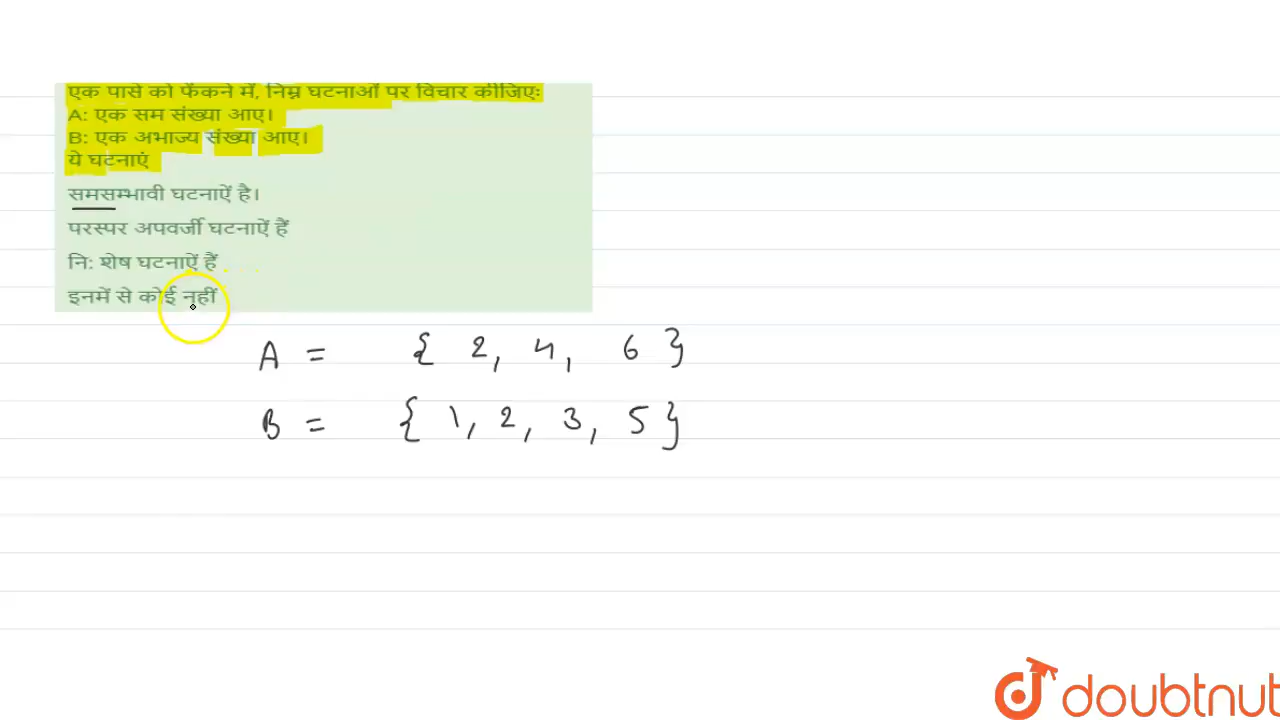 एक पासे को फेंकने में, निम्न घटनाओं पर विचार कीजिएः
A: एक सम संख्या आए।
B: एक अभाज्य संख्या आए।
ये घटनाएं
समसम्भावी घटनाऐं है।
परस्पर अपवर्जी घटनाऐं हैं
नि: शेष घटनाऐं हैं
इनमें से कोई नहीं
A = { 2, 4, 6 }
B = { 1, 2, 3, 5 }
doubtnut